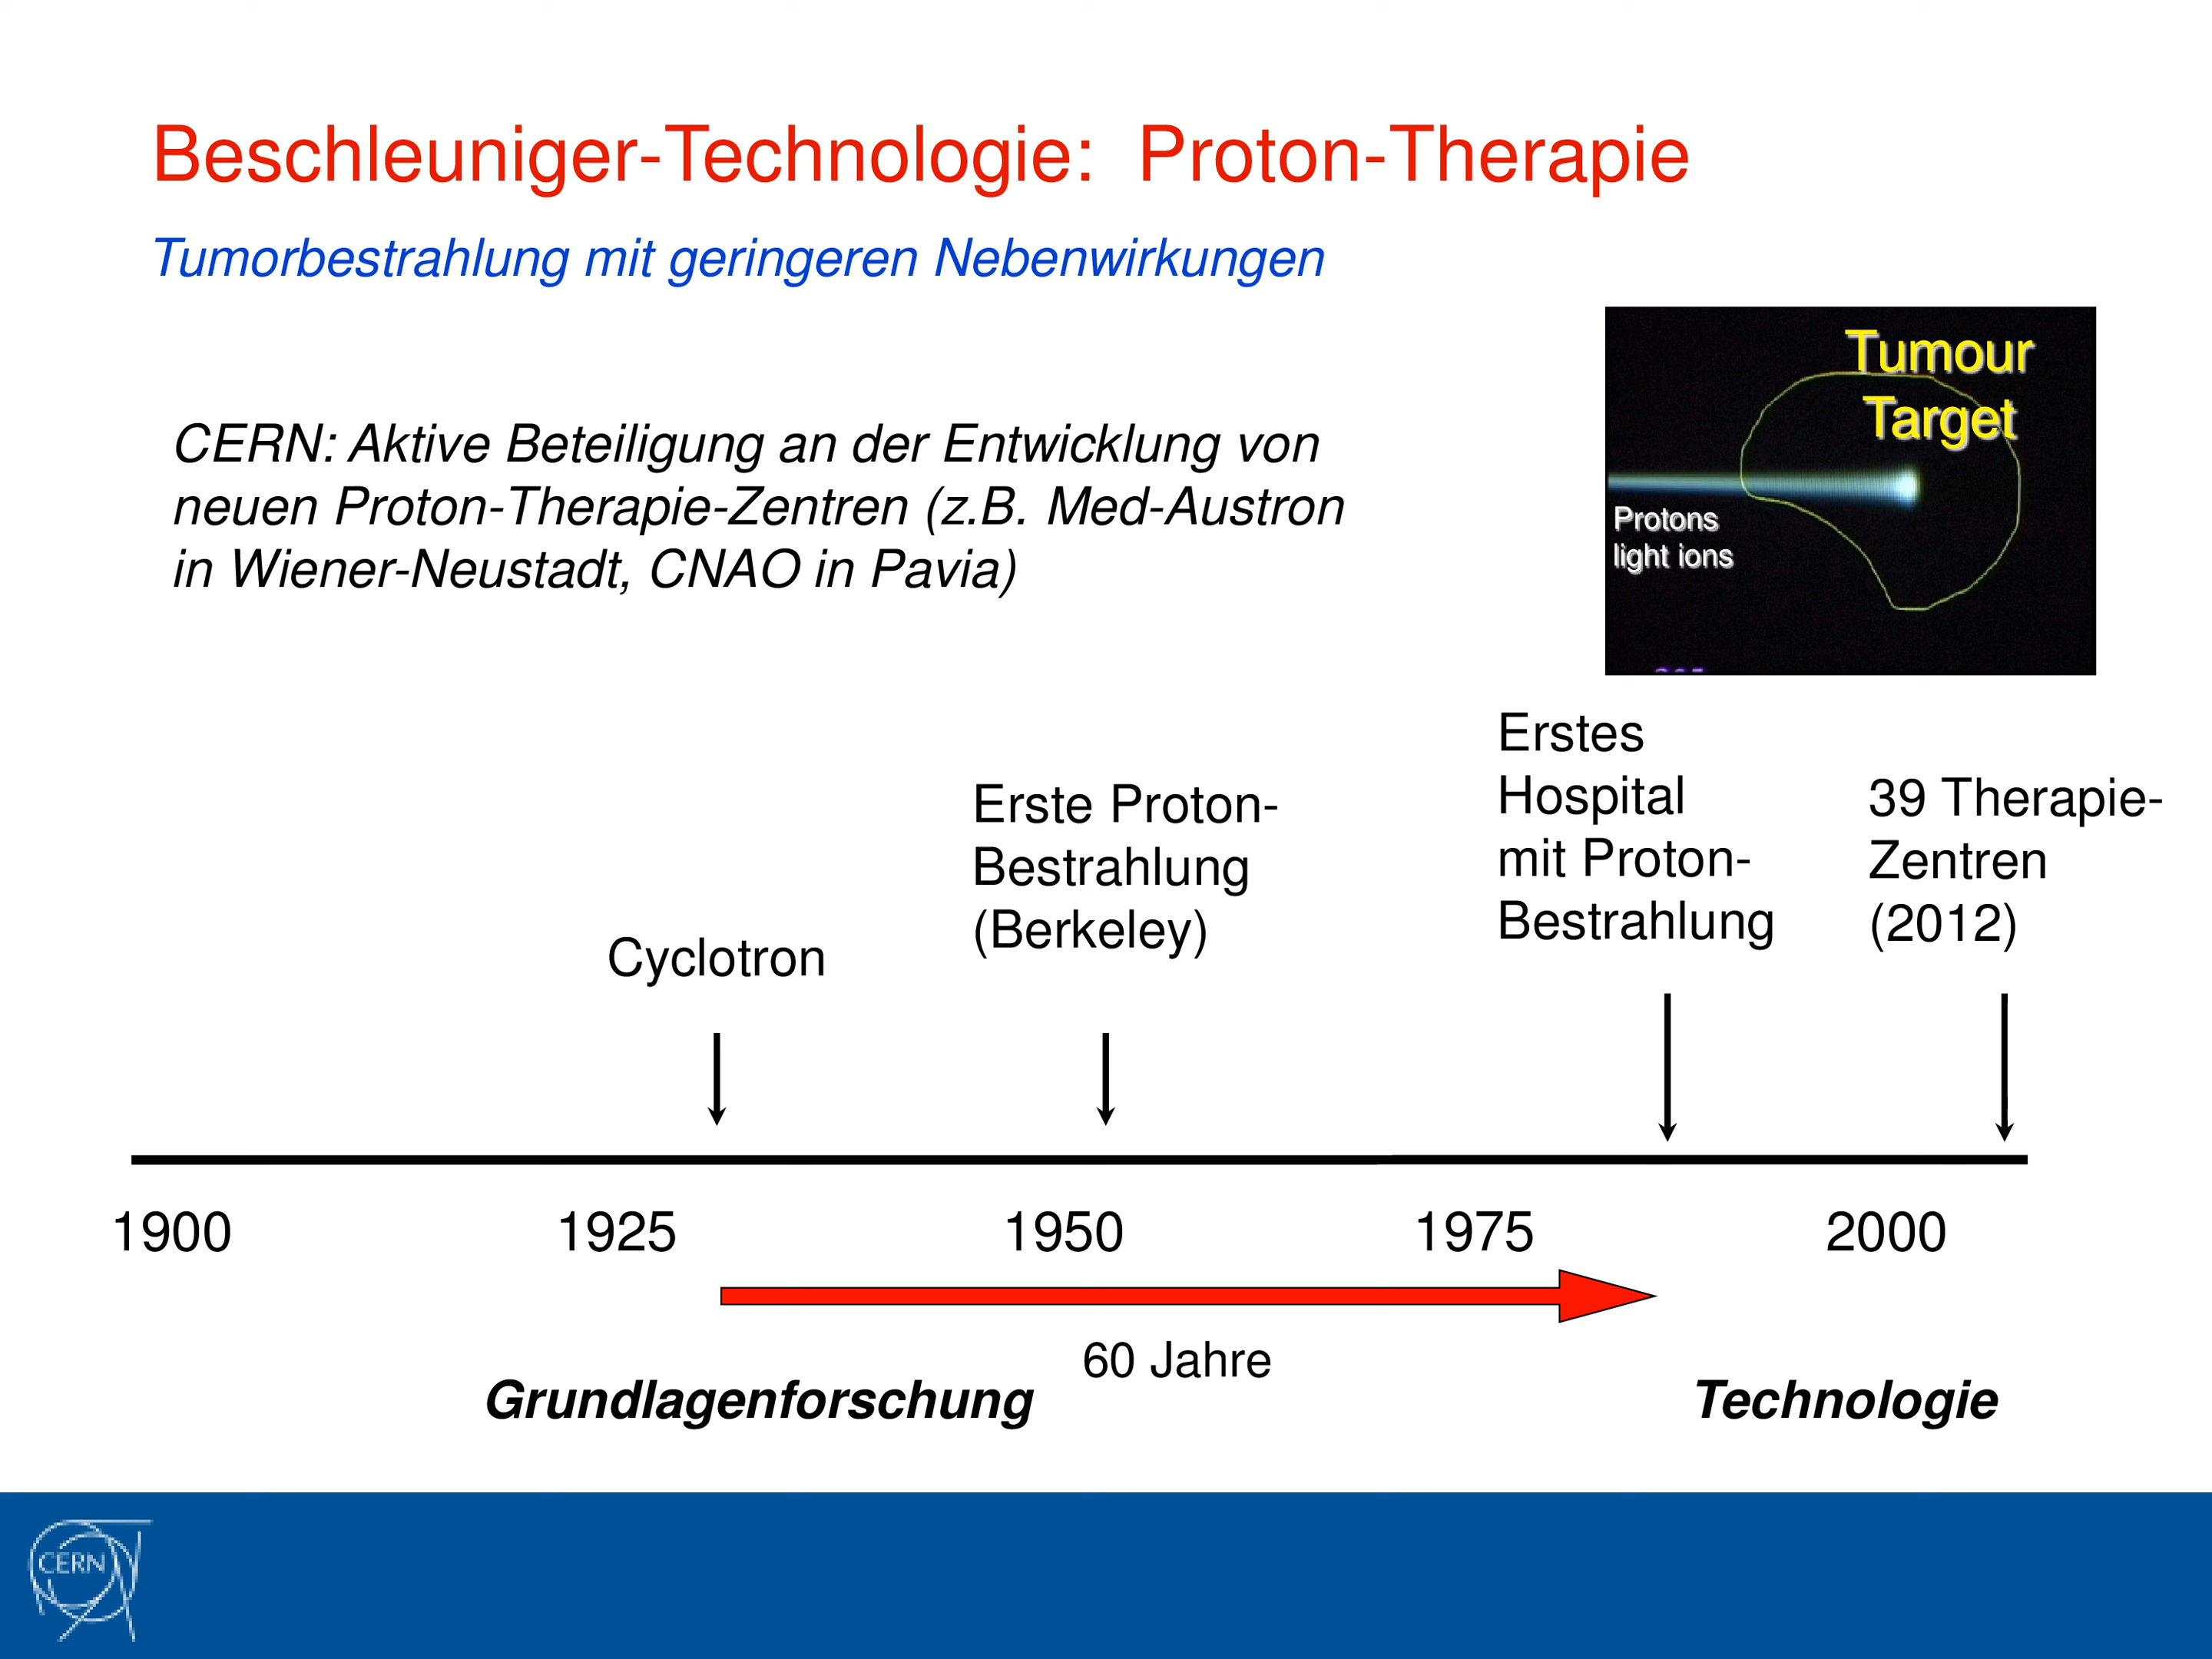 Beschleuniger-Technologie: Proton-Therapie
Tumorbestrahlung mit geringeren Nebenwirkungen
CERN: Aktive Beteiligung an der Entwicklung von
neuen Proton-Therapie-Zentren (z.B. Med-Austron
in Wiener-Neustadt, CNAO in Pavia)
Tumour
Target
Protons
light ions
Cyclotron
Erste Proton-
Bestrahlung
(Berkeley)
Erstes
Hospital
mit Proton-
Bestrahlung
39 Therapie-
Zentren
(2012)
1900
1925
1950
1975
2000
60 Jahre
Grundlagenforschung
Technologie
CERN